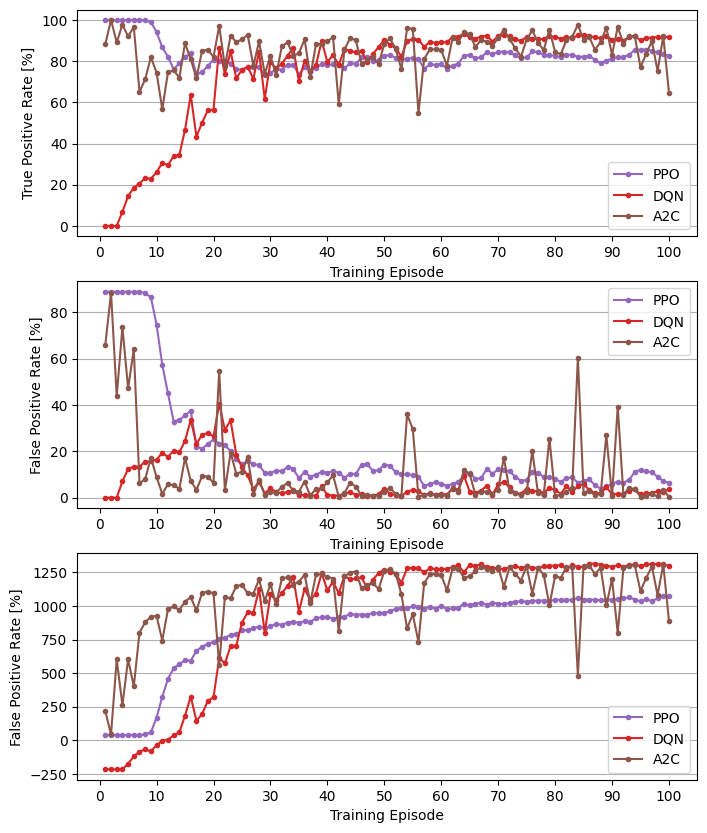 True Positive Rate [%]
100
80
60
40
20
0
PPO
DQN
A2C
0 10 20 30 40 50 60 70 80 90 100
Training Episode
False Positive Rate [%]
80
60
40
20
0
PPO
DQN
A2C
0 10 20 30 40 50 60 70 80 90 100
Training Episode
False Positive Rate [%]
1250
1000
750
500
250
0
−250
PPO
DQN
A2C
0 10 20 30 40 50 60 70 80 90 100
Training Episode